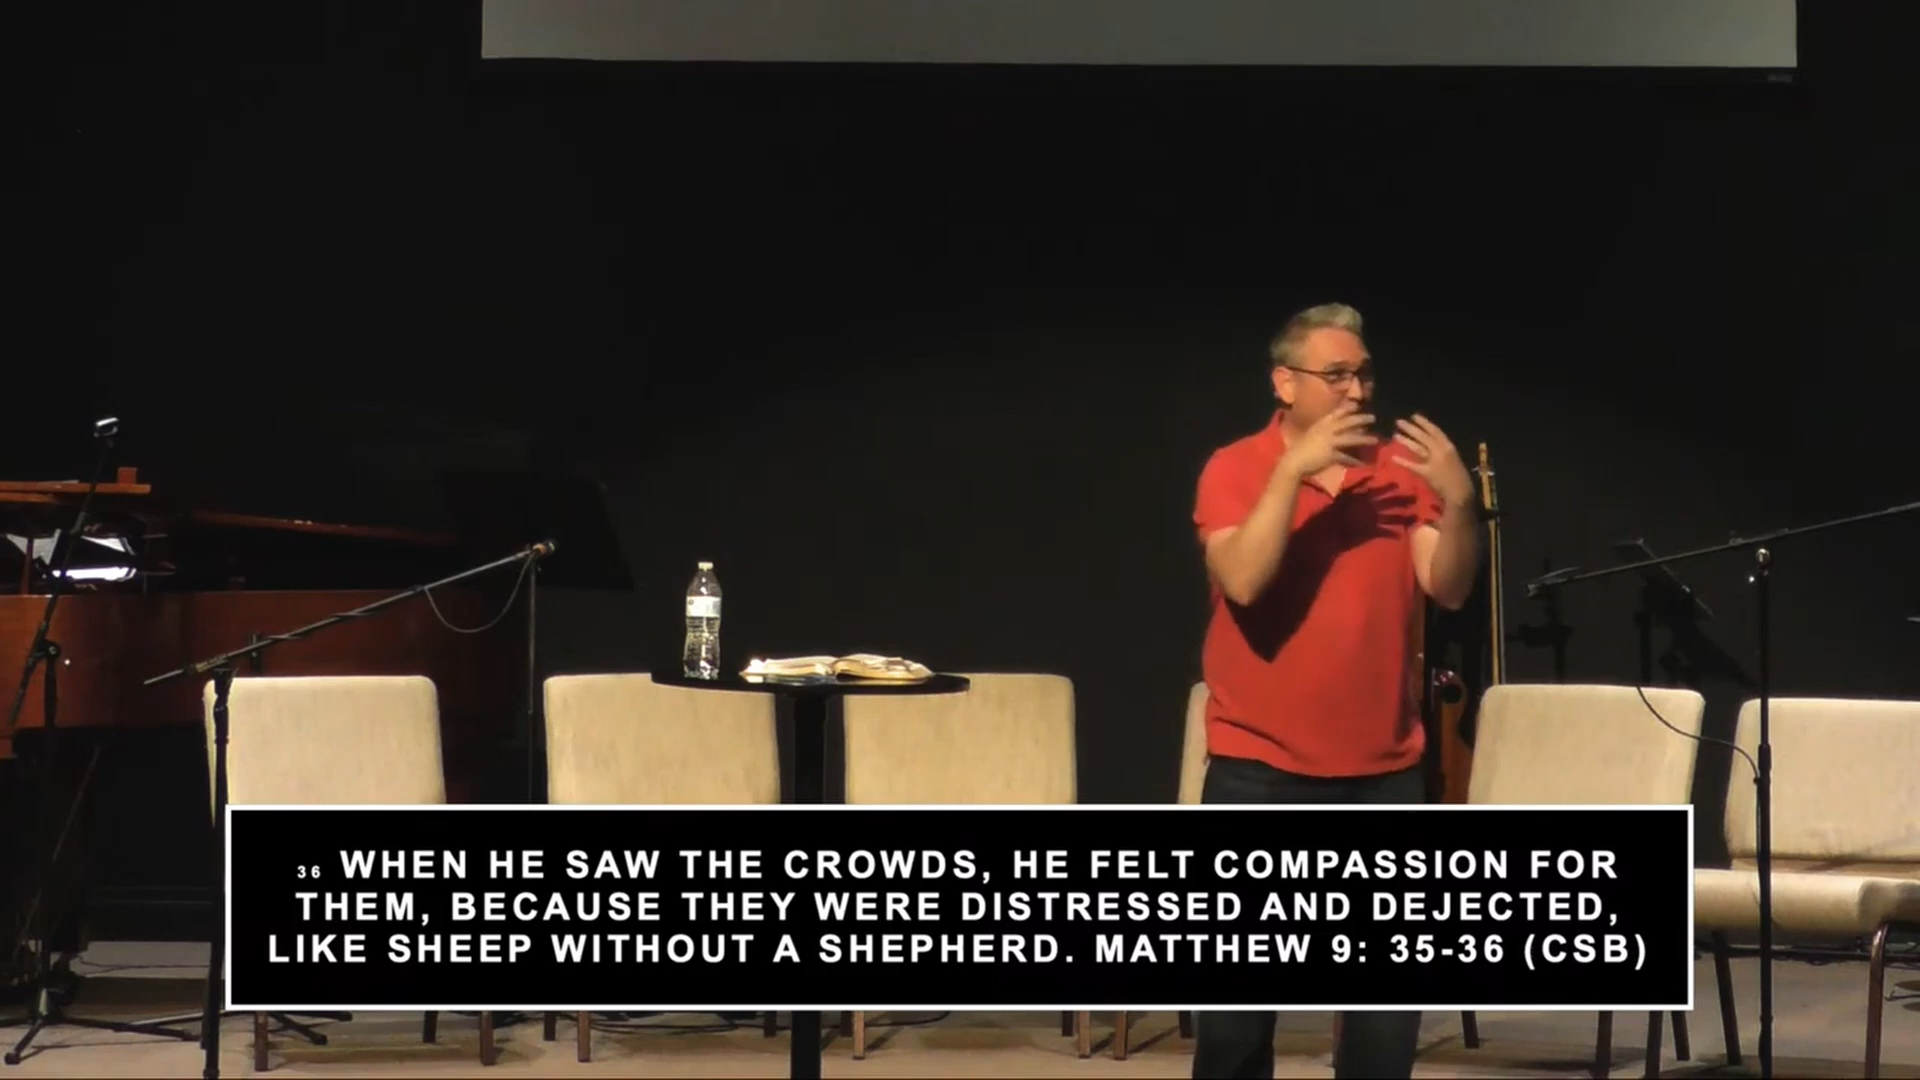 36 WHEN HE SAW THE CROWDS, HE FELT COMPASSION FOR
THEM, BECAUSE THEY WERE DISTRESSED AND DEJECTED,
LIKE SHEEP WITHOUT A SHEPHERD. MATTHEW 9: 35-36 (CSB)